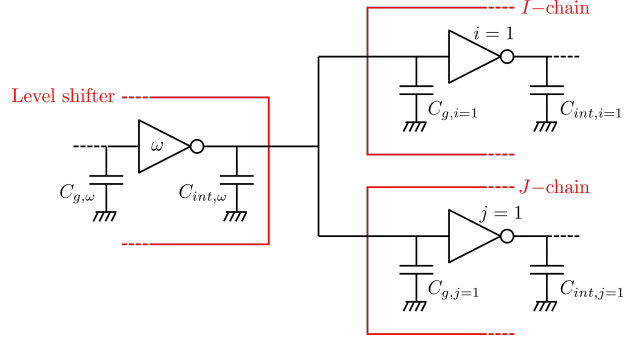 I−chain
i = 1
C_{g,i=1}
C_{int,i=1}
Level shifter
ω
C_{g,ω}
C_{int,ω}
J−chain
j = 1
C_{g,j=1}
C_{int,j=1}